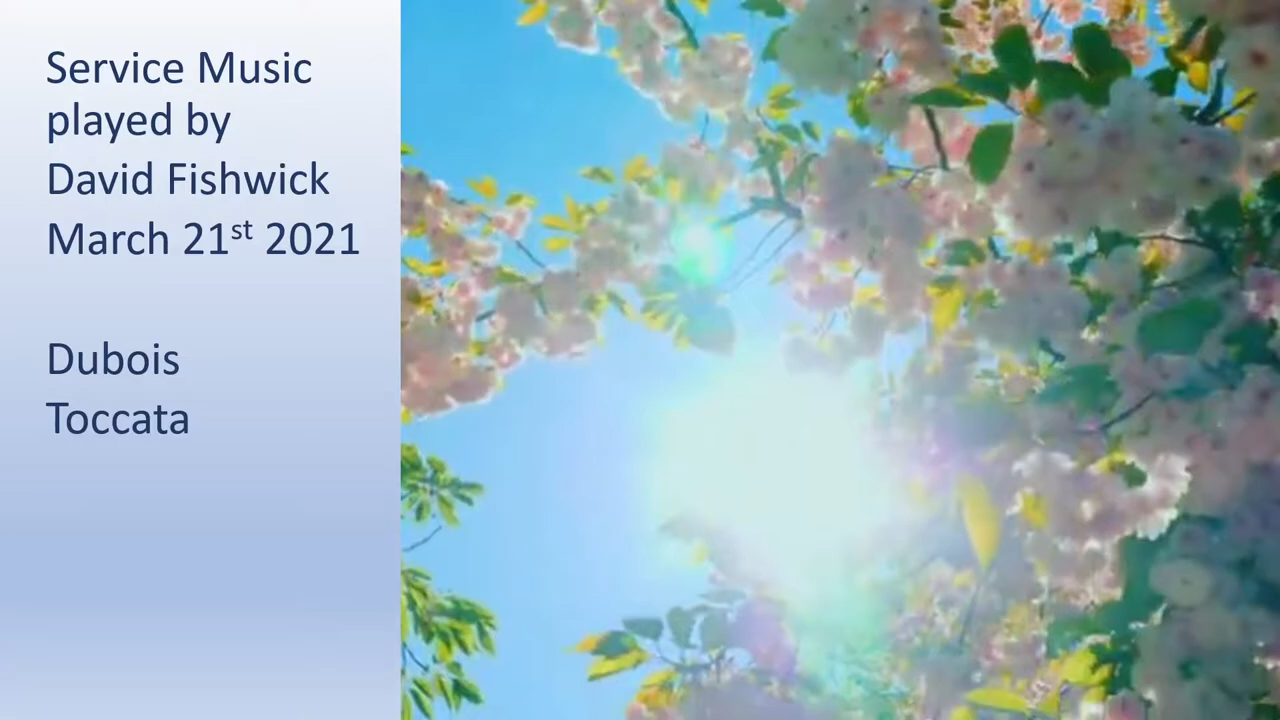 Service Music
played by
David Fishwick
March 21st 2021
Dubois
Toccata